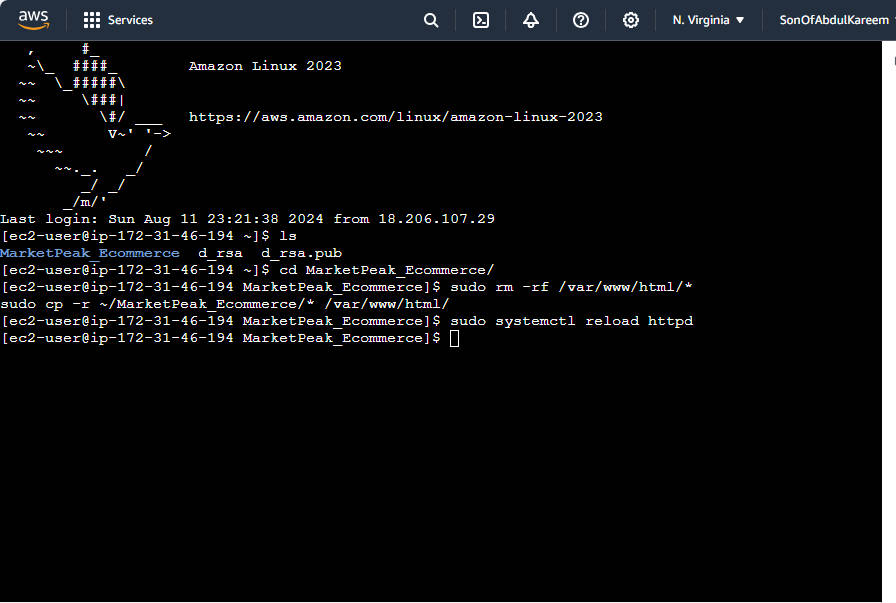 aws
Services
N. Virginia ▼
SonOfAbdulKareem
   ,     #_
   ~\_  ####_        Amazon Linux 2023
  ~~  \_#####\
  ~~     \###|
  ~~       \#/ ___   https://aws.amazon.com/linux/amazon-linux-2023
   ~~       V~' '->
    ~~~         /
      ~~._.   _/
         _/ _/
       _/m/'
Last login: Sun Aug 11 23:21:38 2024 from 18.206.107.29
[ec2-user@ip-172-31-46-194 ~]$ ls
MarketPeak_Ecommerce  d_rsa  d_rsa.pub
[ec2-user@ip-172-31-46-194 ~]$ cd MarketPeak_Ecommerce/
[ec2-user@ip-172-31-46-194 MarketPeak_Ecommerce]$ sudo rm -rf /var/www/html/*
sudo cp -r ~/MarketPeak_Ecommerce/* /var/www/html/
[ec2-user@ip-172-31-46-194 MarketPeak_Ecommerce]$ sudo systemctl reload httpd
[ec2-user@ip-172-31-46-194 MarketPeak_Ecommerce]$